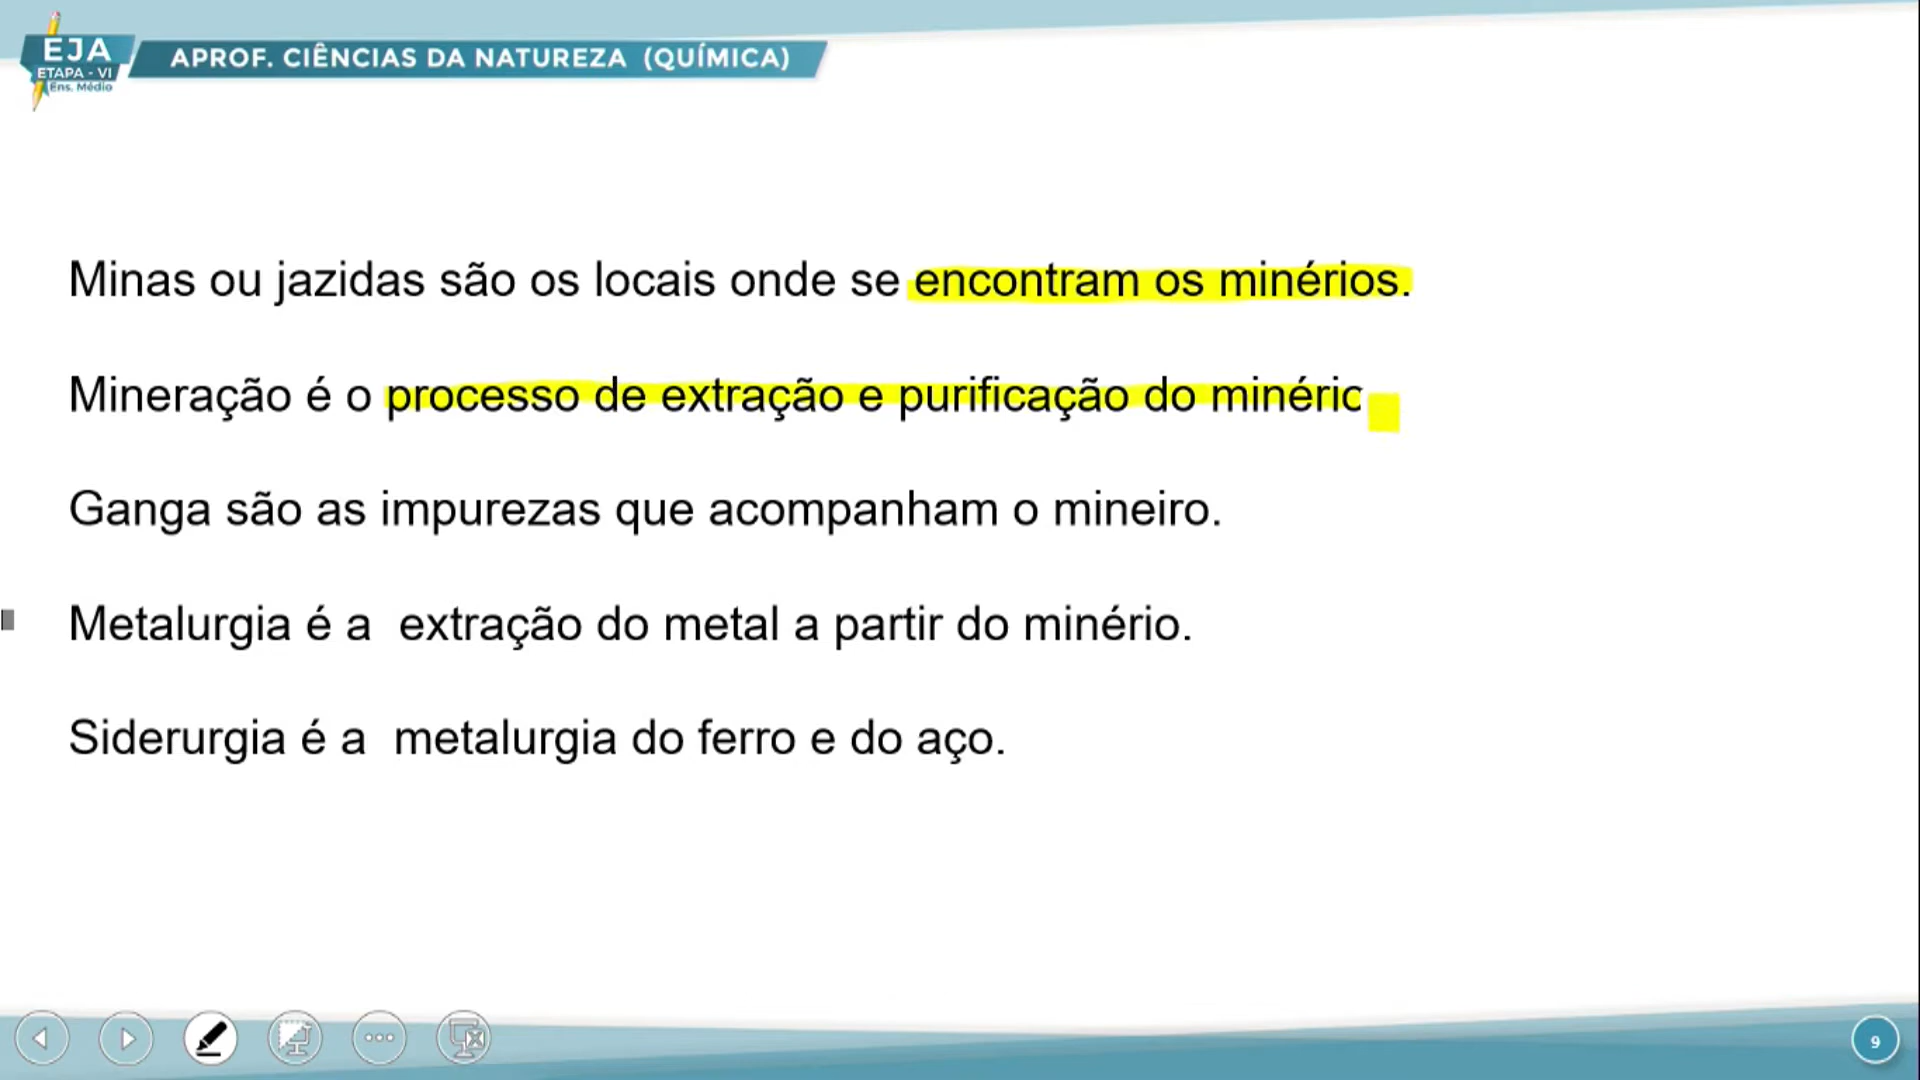 EJA
ETAPA - VI
Ens. Médio
APROF. CIÊNCIAS DA NATUREZA (QUÍMICA)
Minas ou jazidas são os locais onde se encontram os minérios.
Mineração é o processo de extração e purificação do minério
Ganga são as impurezas que acompanham o mineiro.
Metalurgia é a extração do metal a partir do minério.
Siderurgia é a metalurgia do ferro e do aço.
9